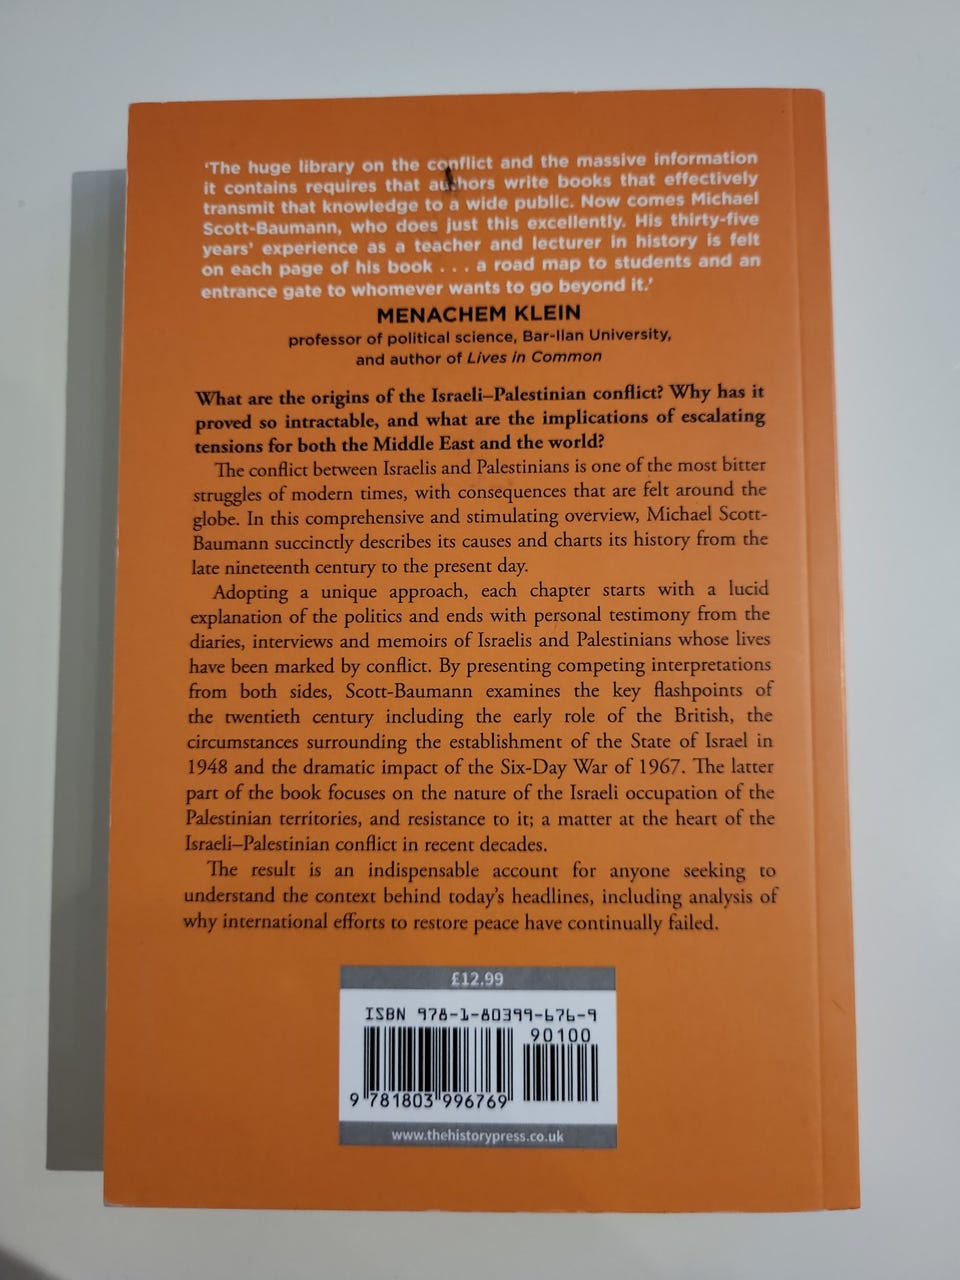 ‘The huge library on the conflict and the massive information
it contains requires that authors write books that effectively
transmit that knowledge to a wide public. Now comes Michael
Scott-Baumann, who does just this excellently. His thirty-five
years’ experience as a teacher and lecturer in history is felt
on each page of his book . . . a road map to students and an
entrance gate to whomever wants to go beyond it.’
MENACHEM KLEIN
professor of political science, Bar-Ilan University,
and author of Lives in Common
What are the origins of the Israeli–Palestinian conflict? Why has it
proved so intractable, and what are the implications of escalating
tensions for both the Middle East and the world?
The conflict between Israelis and Palestinians is one of the most bitter
struggles of modern times, with consequences that are felt around the
globe. In this comprehensive and stimulating overview, Michael Scott-
Baumann succinctly describes its causes and charts its history from the
late nineteenth century to the present day.
Adopting a unique approach, each chapter starts with a lucid
explanation of the politics and ends with personal testimony from the
diaries, interviews and memoirs of Israelis and Palestinians whose lives
have been marked by conflict. By presenting competing interpretations
from both sides, Scott-Baumann examines the key flashpoints of
the twentieth century including the early role of the British, the
circumstances surrounding the establishment of the State of Israel in
1948 and the dramatic impact of the Six-Day War of 1967. The latter
part of the book focuses on the nature of the Israeli occupation of the
Palestinian territories, and resistance to it; a matter at the heart of the
Israeli–Palestinian conflict in recent decades.
The result is an indispensable account for anyone seeking to
understand the context behind today’s headlines, including analysis of
why international efforts to restore peace have continually failed.
£12.99
ISBN 978-1-80399-676-9
90100
9 781803 996769
www.thehistorypress.co.uk